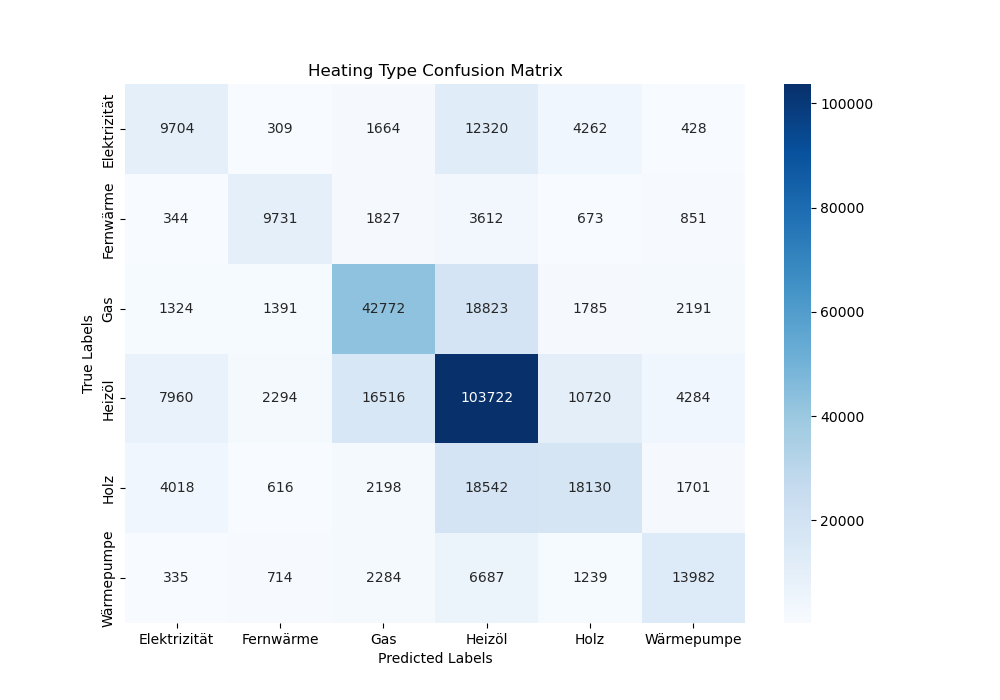 Heating Type Confusion Matrix
True Labels
Elektrizität 9704 309 1664 12320 4262 428
Fernwärme 344 9731 1827 3612 673 851
Gas 1324 1391 42772 18823 1785 2191
Heizöl 7960 2294 16516 103722 10720 4284
Holz 4018 616 2198 18542 18130 1701
Wärmepumpe 335 714 2284 6687 1239 13982
Elektrizität Fernwärme Gas Heizöl Holz Wärmepumpe
Predicted Labels
100000
80000
60000
40000
20000